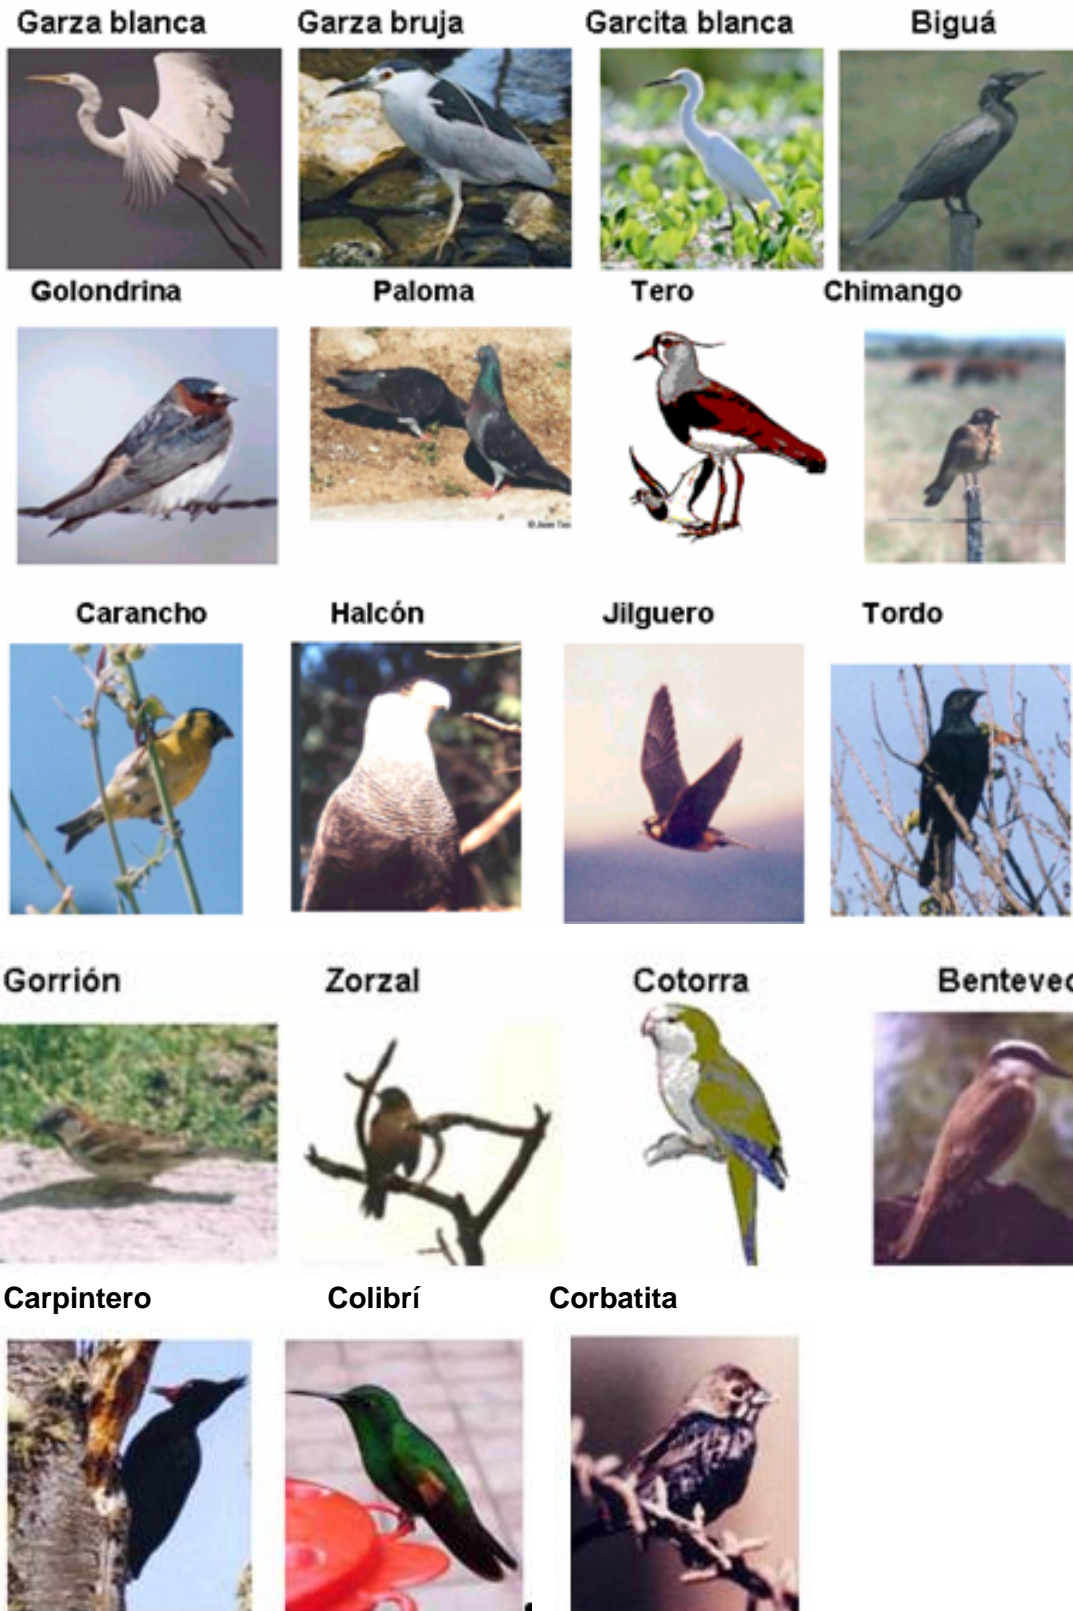 Garza blanca Garza bruja Garcita blanca Biguá
Golondrina Paloma Tero Chimango
Carancho Halcón Jilguero Tordo
Gorrión Zorzal Cotorra Benteveo
Carpintero Colibrí Corbatita